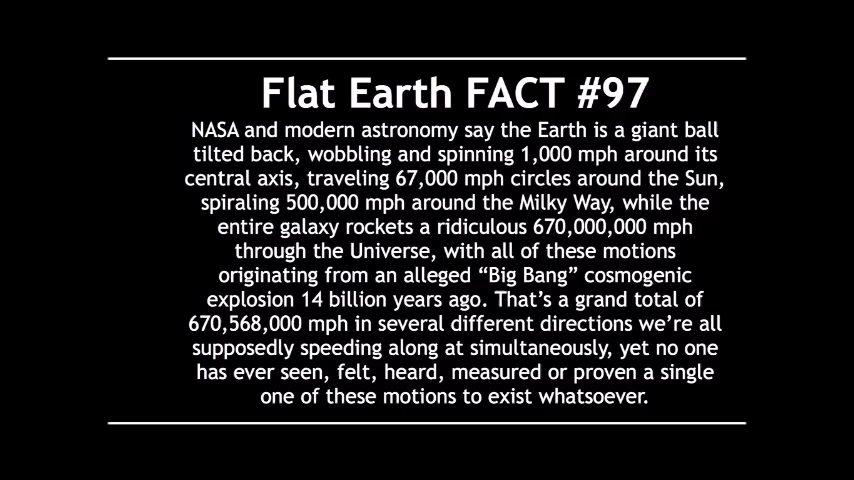 Flat Earth FACT #97
NASA and modern astronomy say the Earth is a giant ball
tilted back, wobbling and spinning 1,000 mph around its
central axis, traveling 67,000 mph circles around the Sun,
spiraling 500,000 mph around the Milky Way, while the
entire galaxy rockets a ridiculous 670,000,000 mph
through the Universe, with all of these motions
originating from an alleged “Big Bang” cosmogenic
explosion 14 billion years ago. That’s a grand total of
670,568,000 mph in several different directions we’re all
supposedly speeding along at simultaneously, yet no one
has ever seen, felt, heard, measured or proven a single
one of these motions to exist whatsoever.